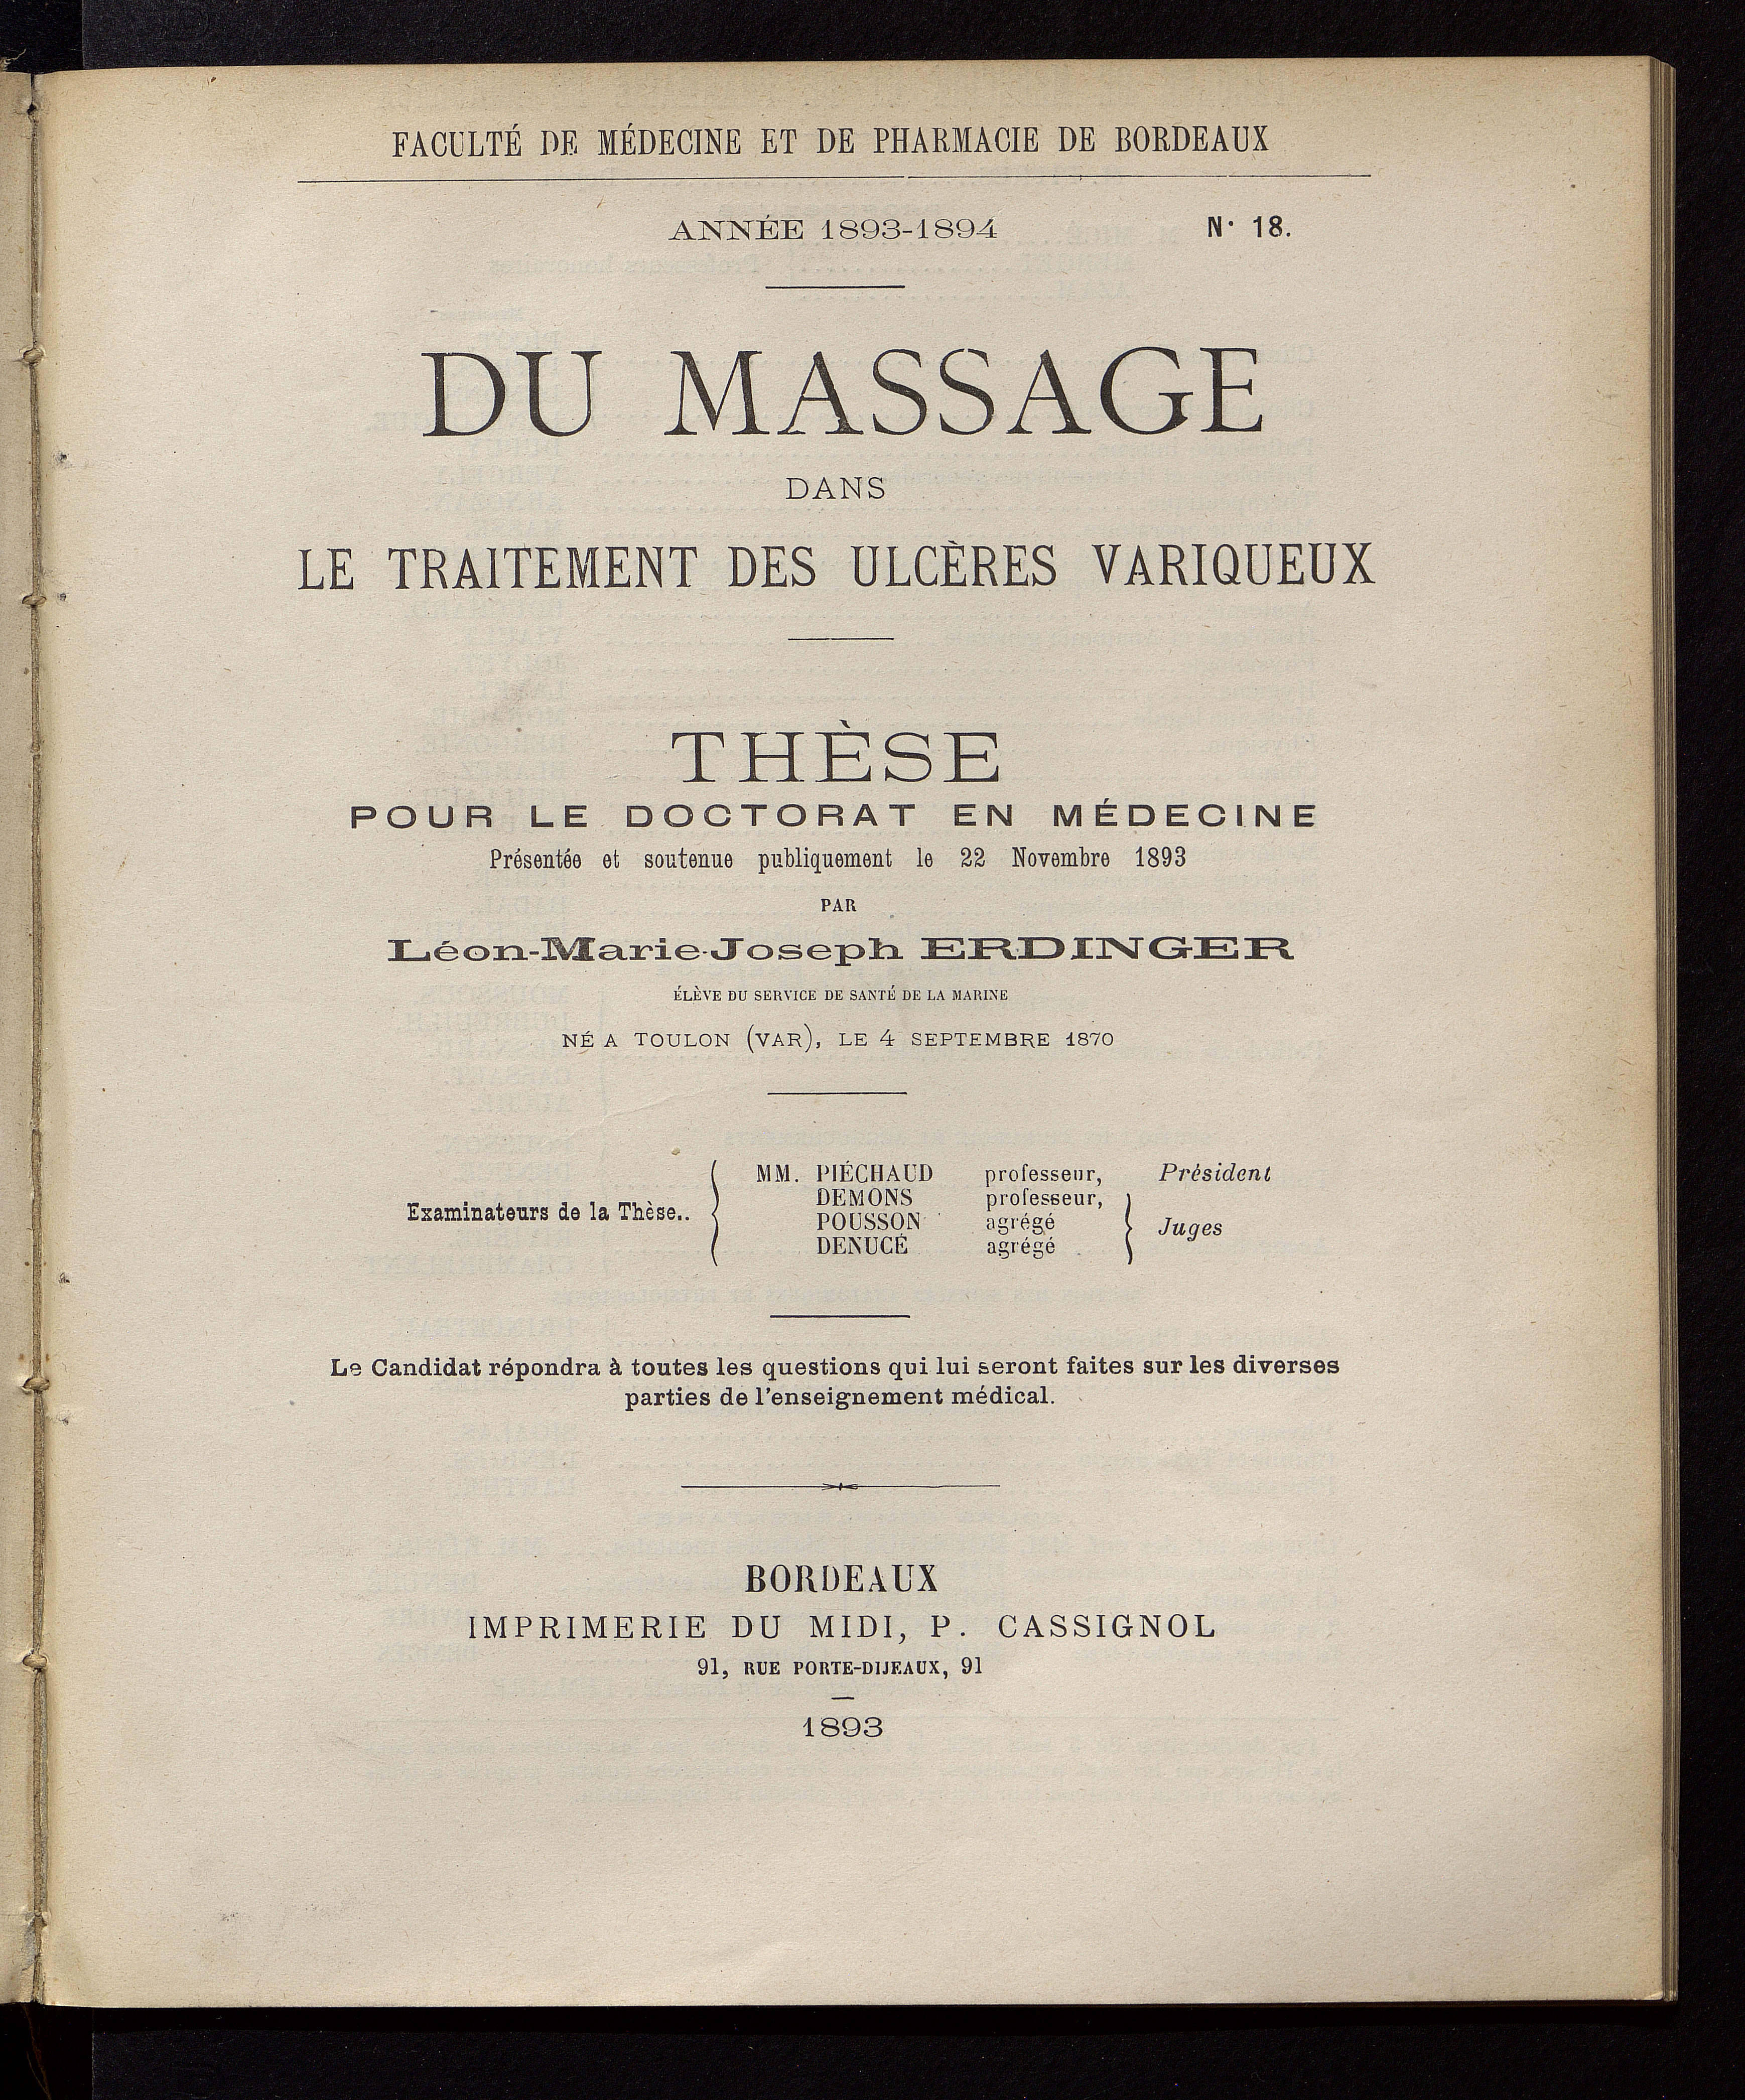 FACULTÉ DE MÉDECINE ET DE PHARMACIE DE BORDEAUX
ANNÉE 1893-1894 N° 18.
DU MASSAGE
DANS
LE TRAITEMENT DES ULCÈRES VARIQUEUX
THÈSE
POUR LE DOCTORAT EN MÉDECINE
Présentée et soutenue publiquement le 22 Novembre 1893
PAR
Léon-Marie-Joseph ERDINGER
ÉLÈVE DU SERVICE DE SANTÉ DE LA MARINE
NÉ A TOULON (VAR), LE 4 SEPTEMBRE 1870
MM. PIÉCHAUD professeur, Président
DEMONS professeur,
Examinateurs de la Thèse..
POUSSON agrégé
Juges
DENUCÉ agrégé
Le Candidat répondra à toutes les questions qui lui seront faites sur les diverses
parties de l'enseignement médical.
BORDEAUX
IMPRIMERIE DU MIDI, P. CASSIGNOL
91, RUE PORTE-DIJEAUX, 91
1893